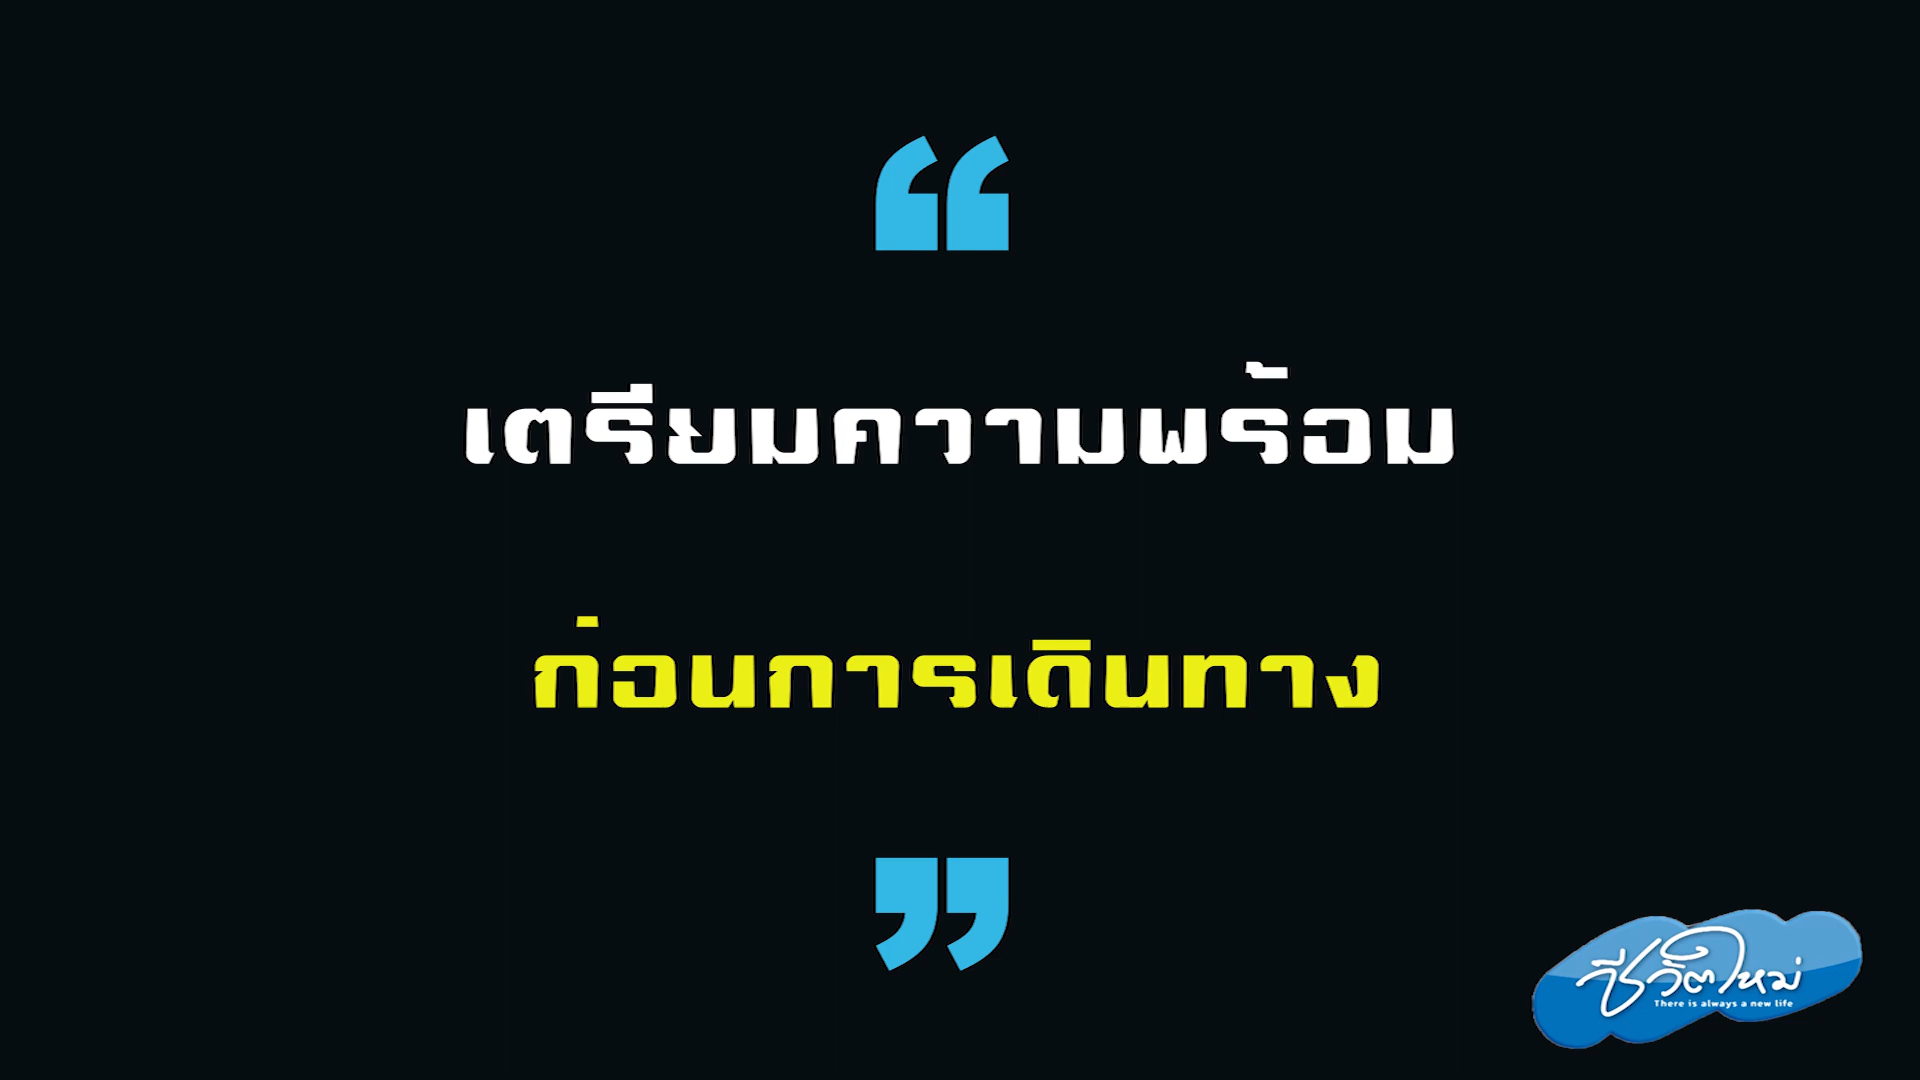 “
เตรียมความพร้อม
ก่อนการเดินทาง
”
ชีวิตใหม่
There is always a new life